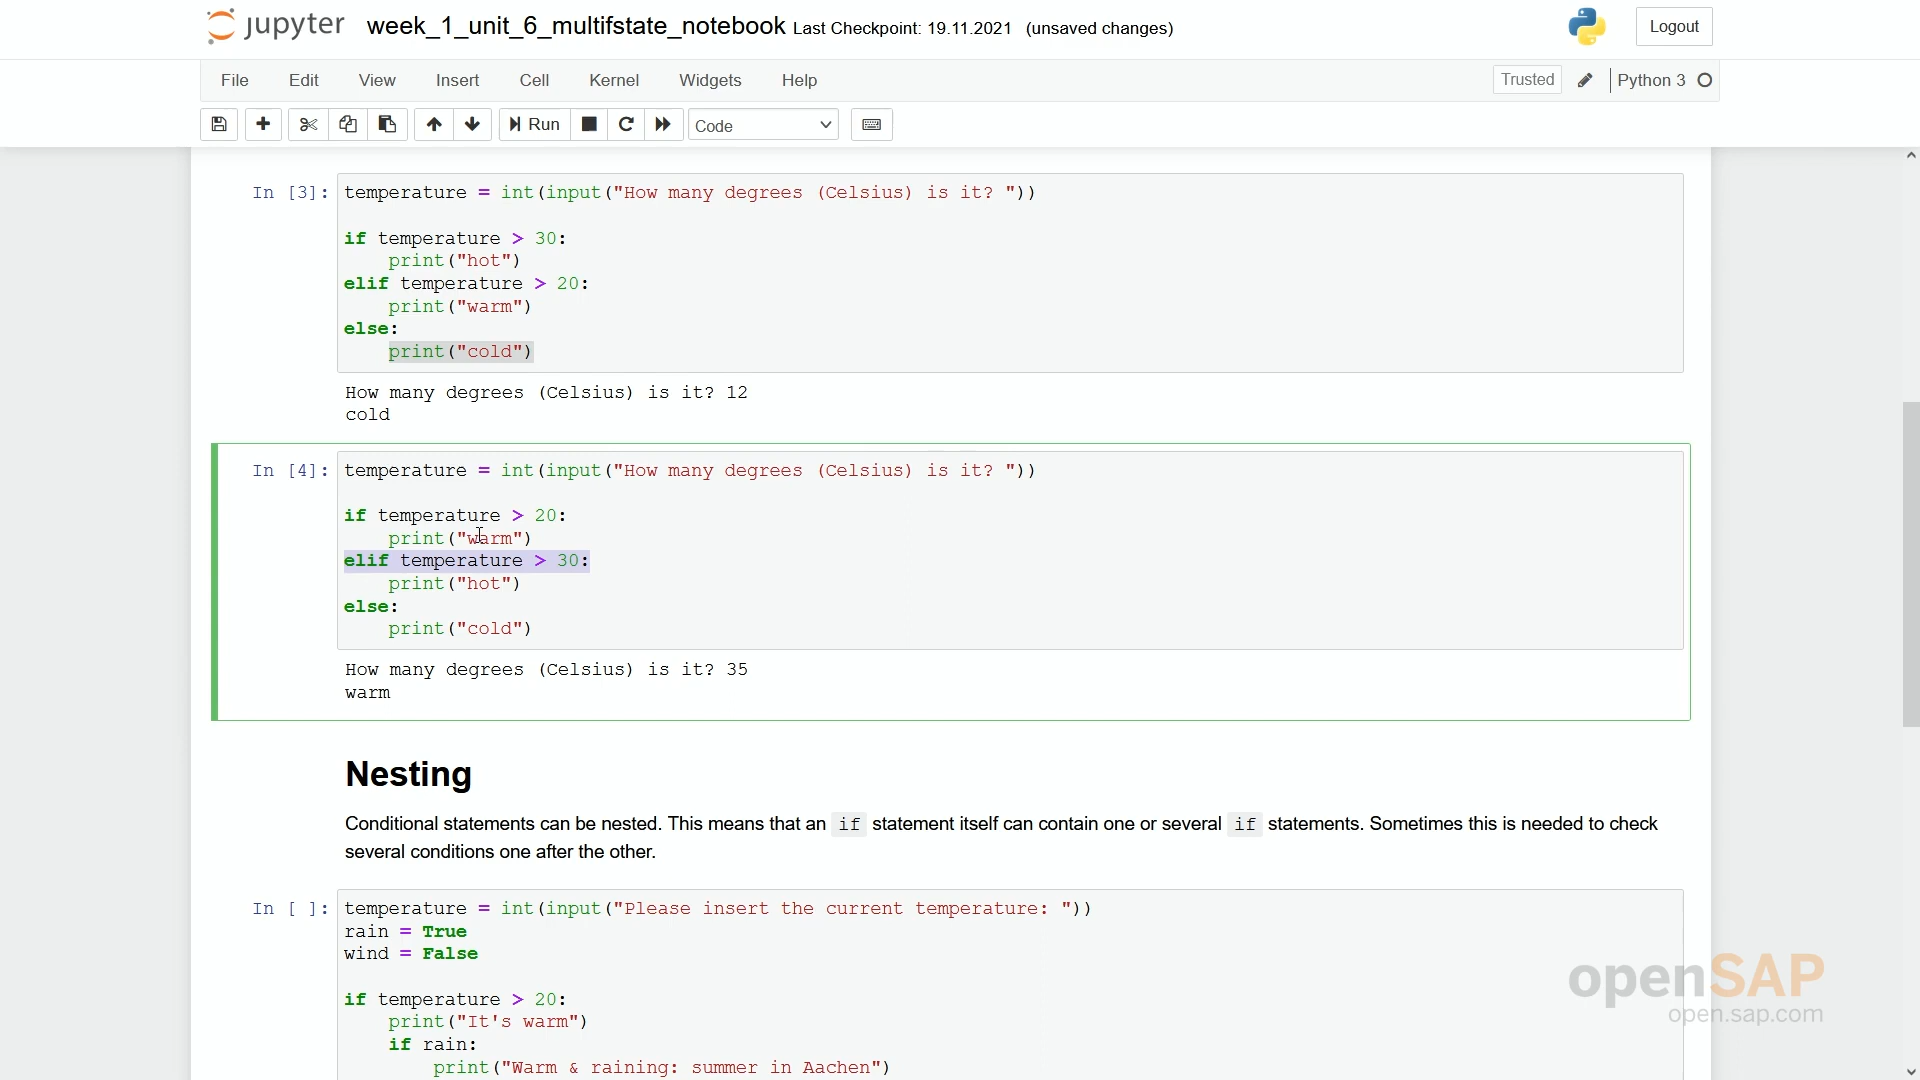 jupyter week_1_unit_6_multifstate_notebook Last Checkpoint: 19.11.2021 (unsaved changes) Logout
File Edit View Insert Cell Kernel Widgets Help Trusted Python 3
Run Code
In [3]: temperature = int(input("How many degrees (Celsius) is it? "))
if temperature > 30:
    print("hot")
elif temperature > 20:
    print("warm")
else:
    print("cold")
How many degrees (Celsius) is it? 12
cold
In [4]: temperature = int(input("How many degrees (Celsius) is it? "))
if temperature > 20:
    print("warm")
elif temperature > 30:
    print("hot")
else:
    print("cold")
How many degrees (Celsius) is it? 35
warm
Nesting
Conditional statements can be nested. This means that an if statement itself can contain one or several if statements. Sometimes this is needed to check
several conditions one after the other.
In [ ]: temperature = int(input("Please insert the current temperature: "))
rain = True
wind = False
if temperature > 20:
    print("It's warm")
    if rain:
        print("Warm & raining: summer in Aachen")
openSAP
open.sap.com